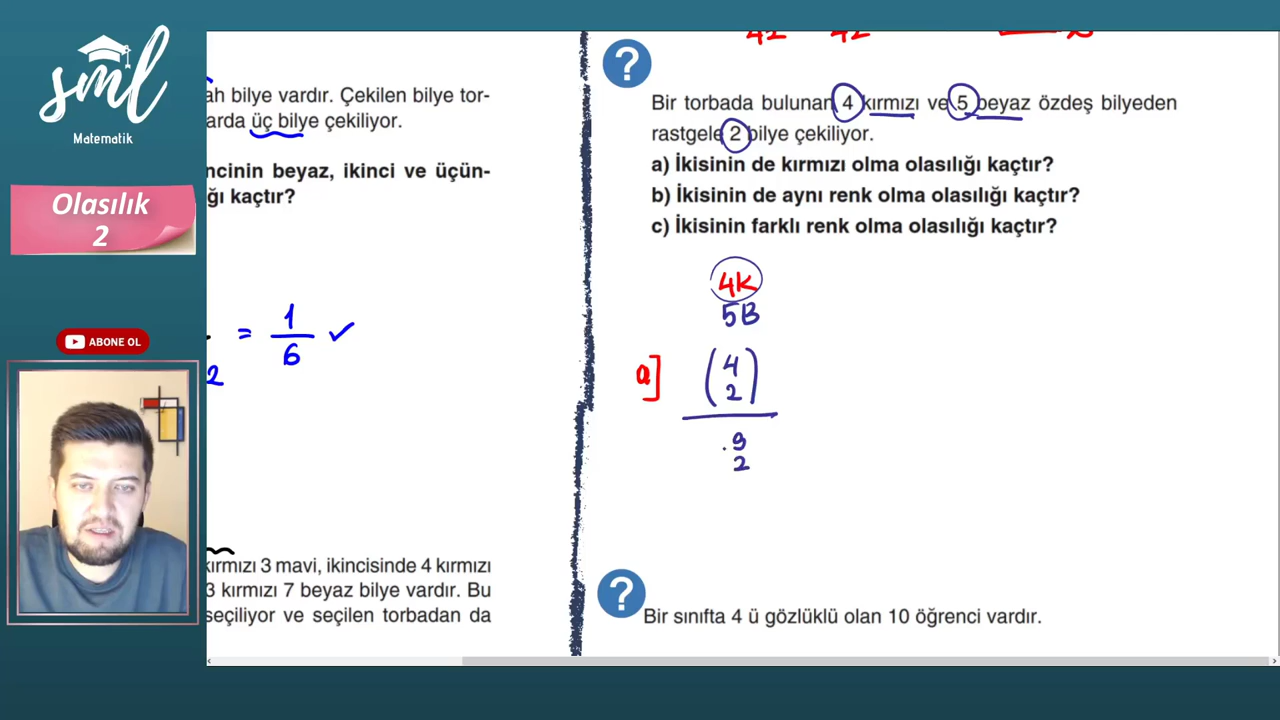 sml
Matematik
Olasılık
2
ABONE OL
ah bilye vardır. Çekilen bilye tor-
arda üç bilye çekiliyor.
ncinin beyaz, ikinci ve üçün-
ğı kaçtır?
2 = 1/6 ✓
kırmızı 3 mavi, ikincisinde 4 kırmızı
3 kırmızı 7 beyaz bilye vardır. Bu
seçiliyor ve seçilen torbadan da
42 42
?
Bir torbada bulunan 4 kırmızı ve 5 beyaz özdeş bilyeden
rastgele 2 bilye çekiliyor.
a) İkisinin de kırmızı olma olasılığı kaçtır?
b) İkisinin de aynı renk olma olasılığı kaçtır?
c) İkisinin farklı renk olma olasılığı kaçtır?
4K
5B
a] (4
2)
9
2
?
Bir sınıfta 4 ü gözlüklü olan 10 öğrenci vardır.